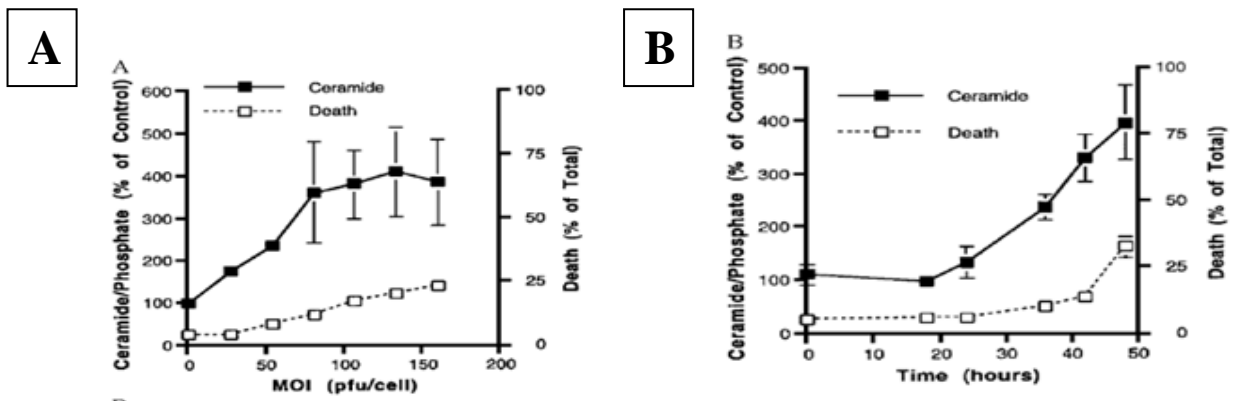 A
A
Ceramide
Death
Ceramide/Phosphate (% of Control)
600
500
400
300
200
100
0
100
75
50
25
0
Death (% of Total)
0 50 100 150 200
MOI (pfu/cell)
B
B
Ceramide
Death
Ceramide/Phosphate (% of Control)
500
400
300
200
100
0
100
75
50
25
0
Death (% of Total)
0 10 20 30 40 50
Time (hours)